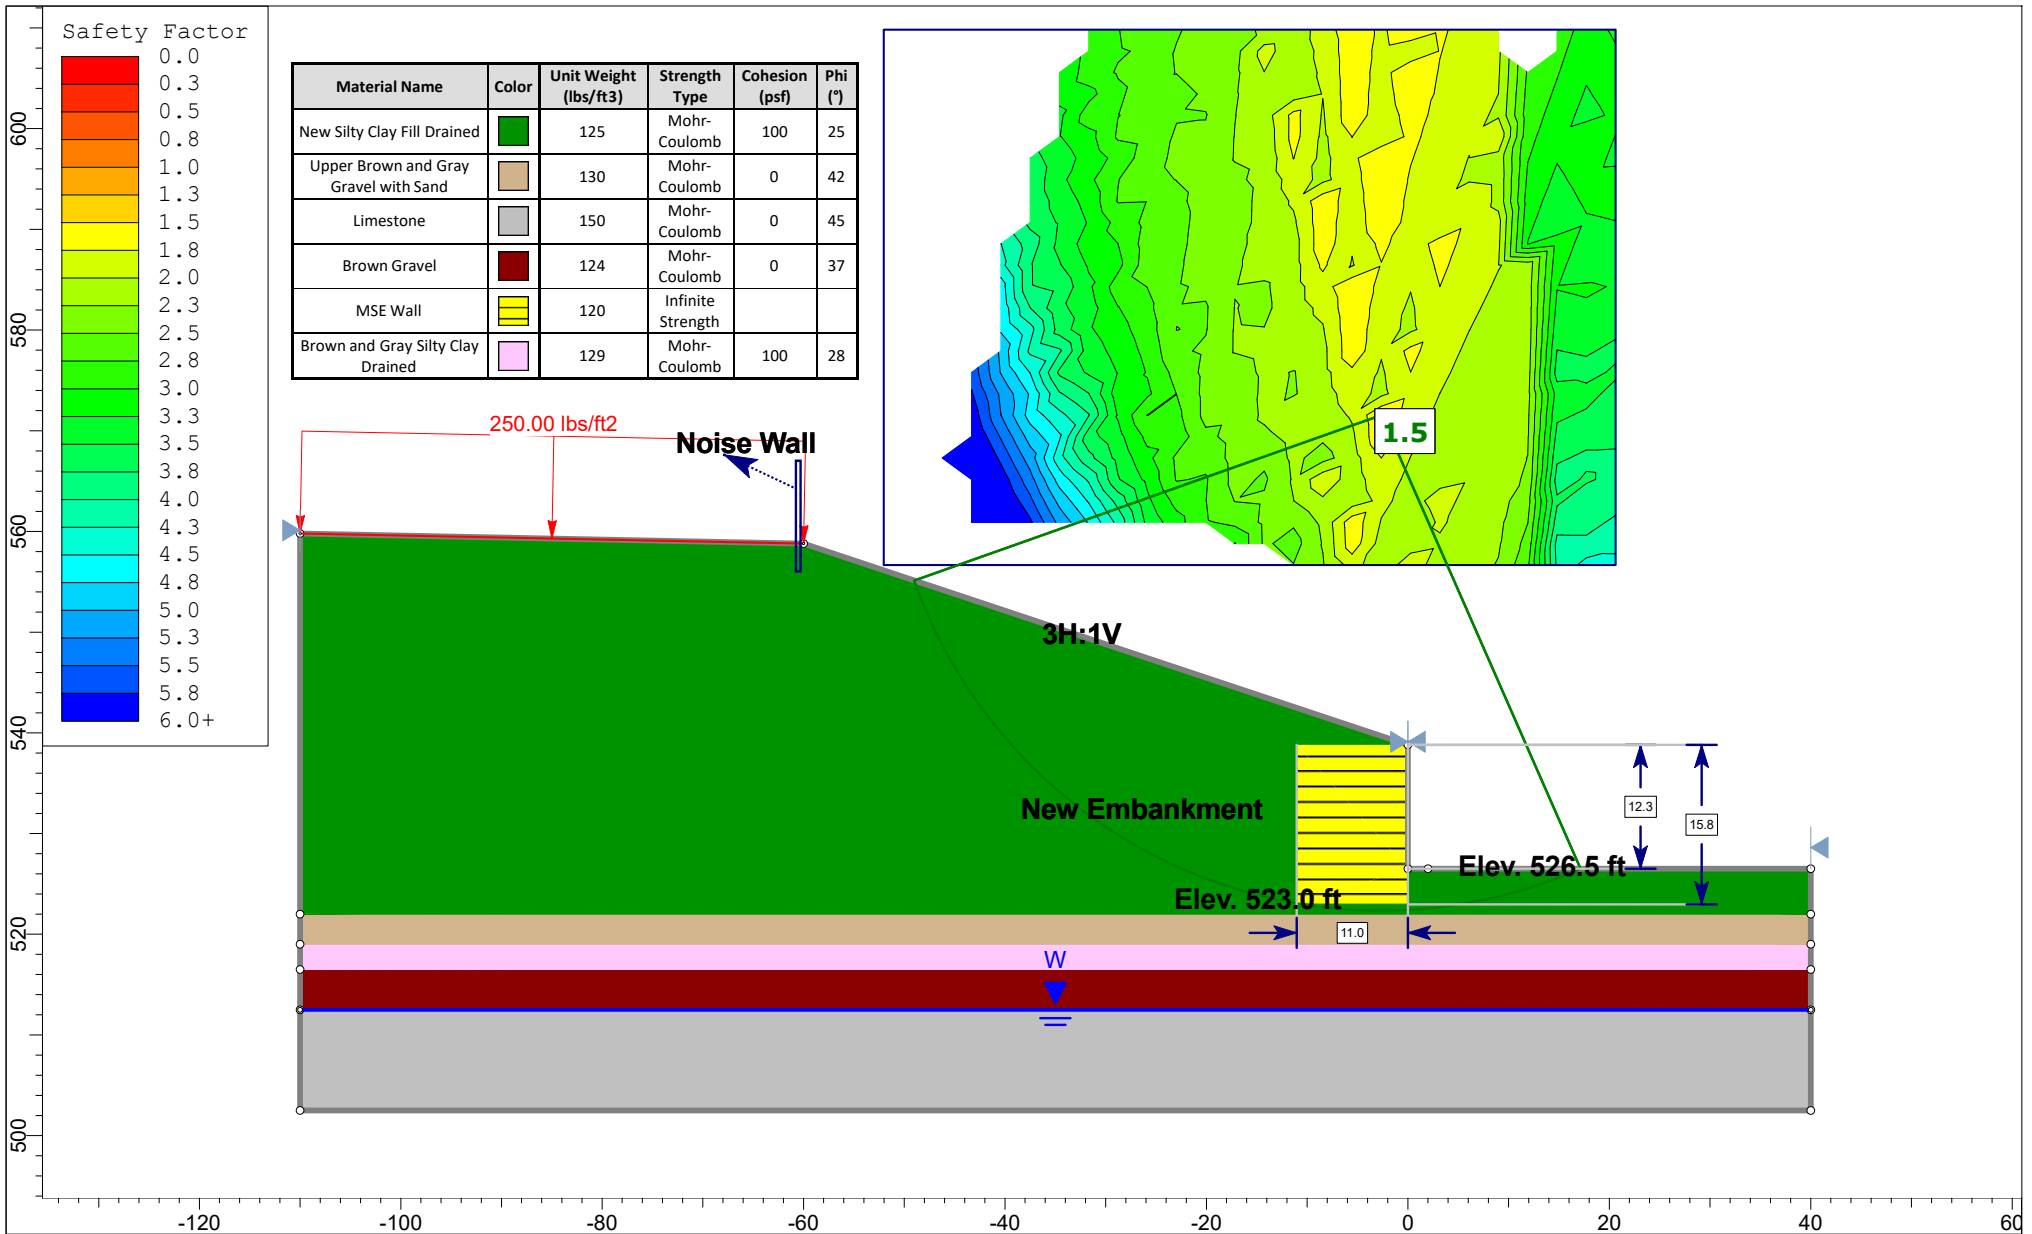 Safety Factor
0.0
0.3
0.5
0.8
1.0
1.3
1.5
1.8
2.0
2.3
2.5
2.8
3.0
3.3
3.5
3.8
4.0
4.3
4.5
4.8
5.0
5.3
5.5
5.8
6.0+
Material Name Color Unit Weight (lbs/ft3) Strength Type Cohesion (psf) Phi (°)
New Silty Clay Fill Drained 125 Mohr-Coulomb 100 25
Upper Brown and Gray Gravel with Sand 130 Mohr-Coulomb 0 42
Limestone 150 Mohr-Coulomb 0 45
Brown Gravel 124 Mohr-Coulomb 0 37
MSE Wall 120 Infinite Strength
Brown and Gray Silty Clay Drained 129 Mohr-Coulomb 100 28
250.00 lbs/ft2
Noise Wall
1.5
3H:1V
New Embankment
12.3
15.8
Elev. 526.5 ft
Elev. 523.0 ft
11.0
W
600
580
560
540
520
500
-120 -100 -80 -60 -40 -20 0 20 40 60